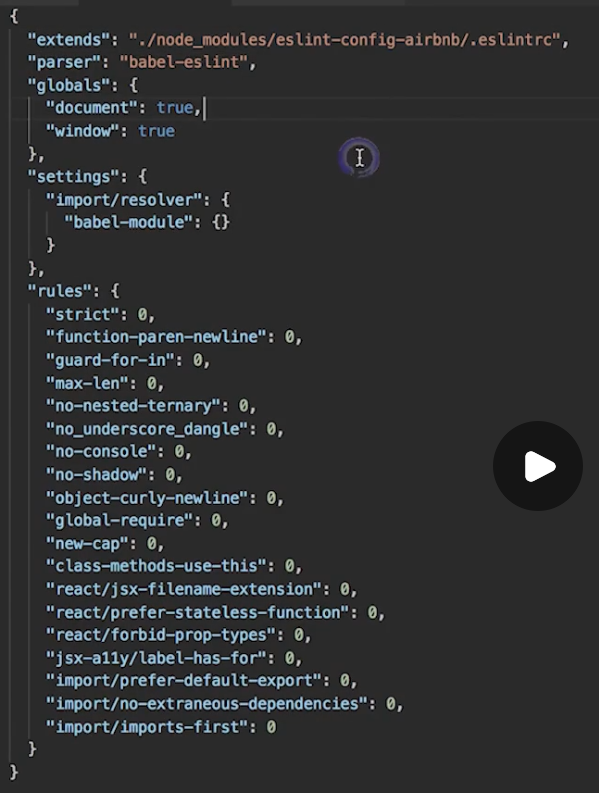 {
  "extends": "./node_modules/eslint-config-airbnb/.eslintrc",
  "parser": "babel-eslint",
  "globals": {
    "document": true,
    "window": true
  },
  "settings": {
    "import/resolver": {
      "babel-module": {}
    }
  },
  "rules": {
    "strict": 0,
    "function-paren-newline": 0,
    "guard-for-in": 0,
    "max-len": 0,
    "no-nested-ternary": 0,
    "no_underscore_dangle": 0,
    "no-console": 0,
    "no-shadow": 0,
    "object-curly-newline": 0,
    "global-require": 0,
    "new-cap": 0,
    "class-methods-use-this": 0,
    "react/jsx-filename-extension": 0,
    "react/prefer-stateless-function": 0,
    "react/forbid-prop-types": 0,
    "jsx-a11y/label-has-for": 0,
    "import/prefer-default-export": 0,
    "import/no-extraneous-dependencies": 0,
    "import/imports-first": 0
  }
}